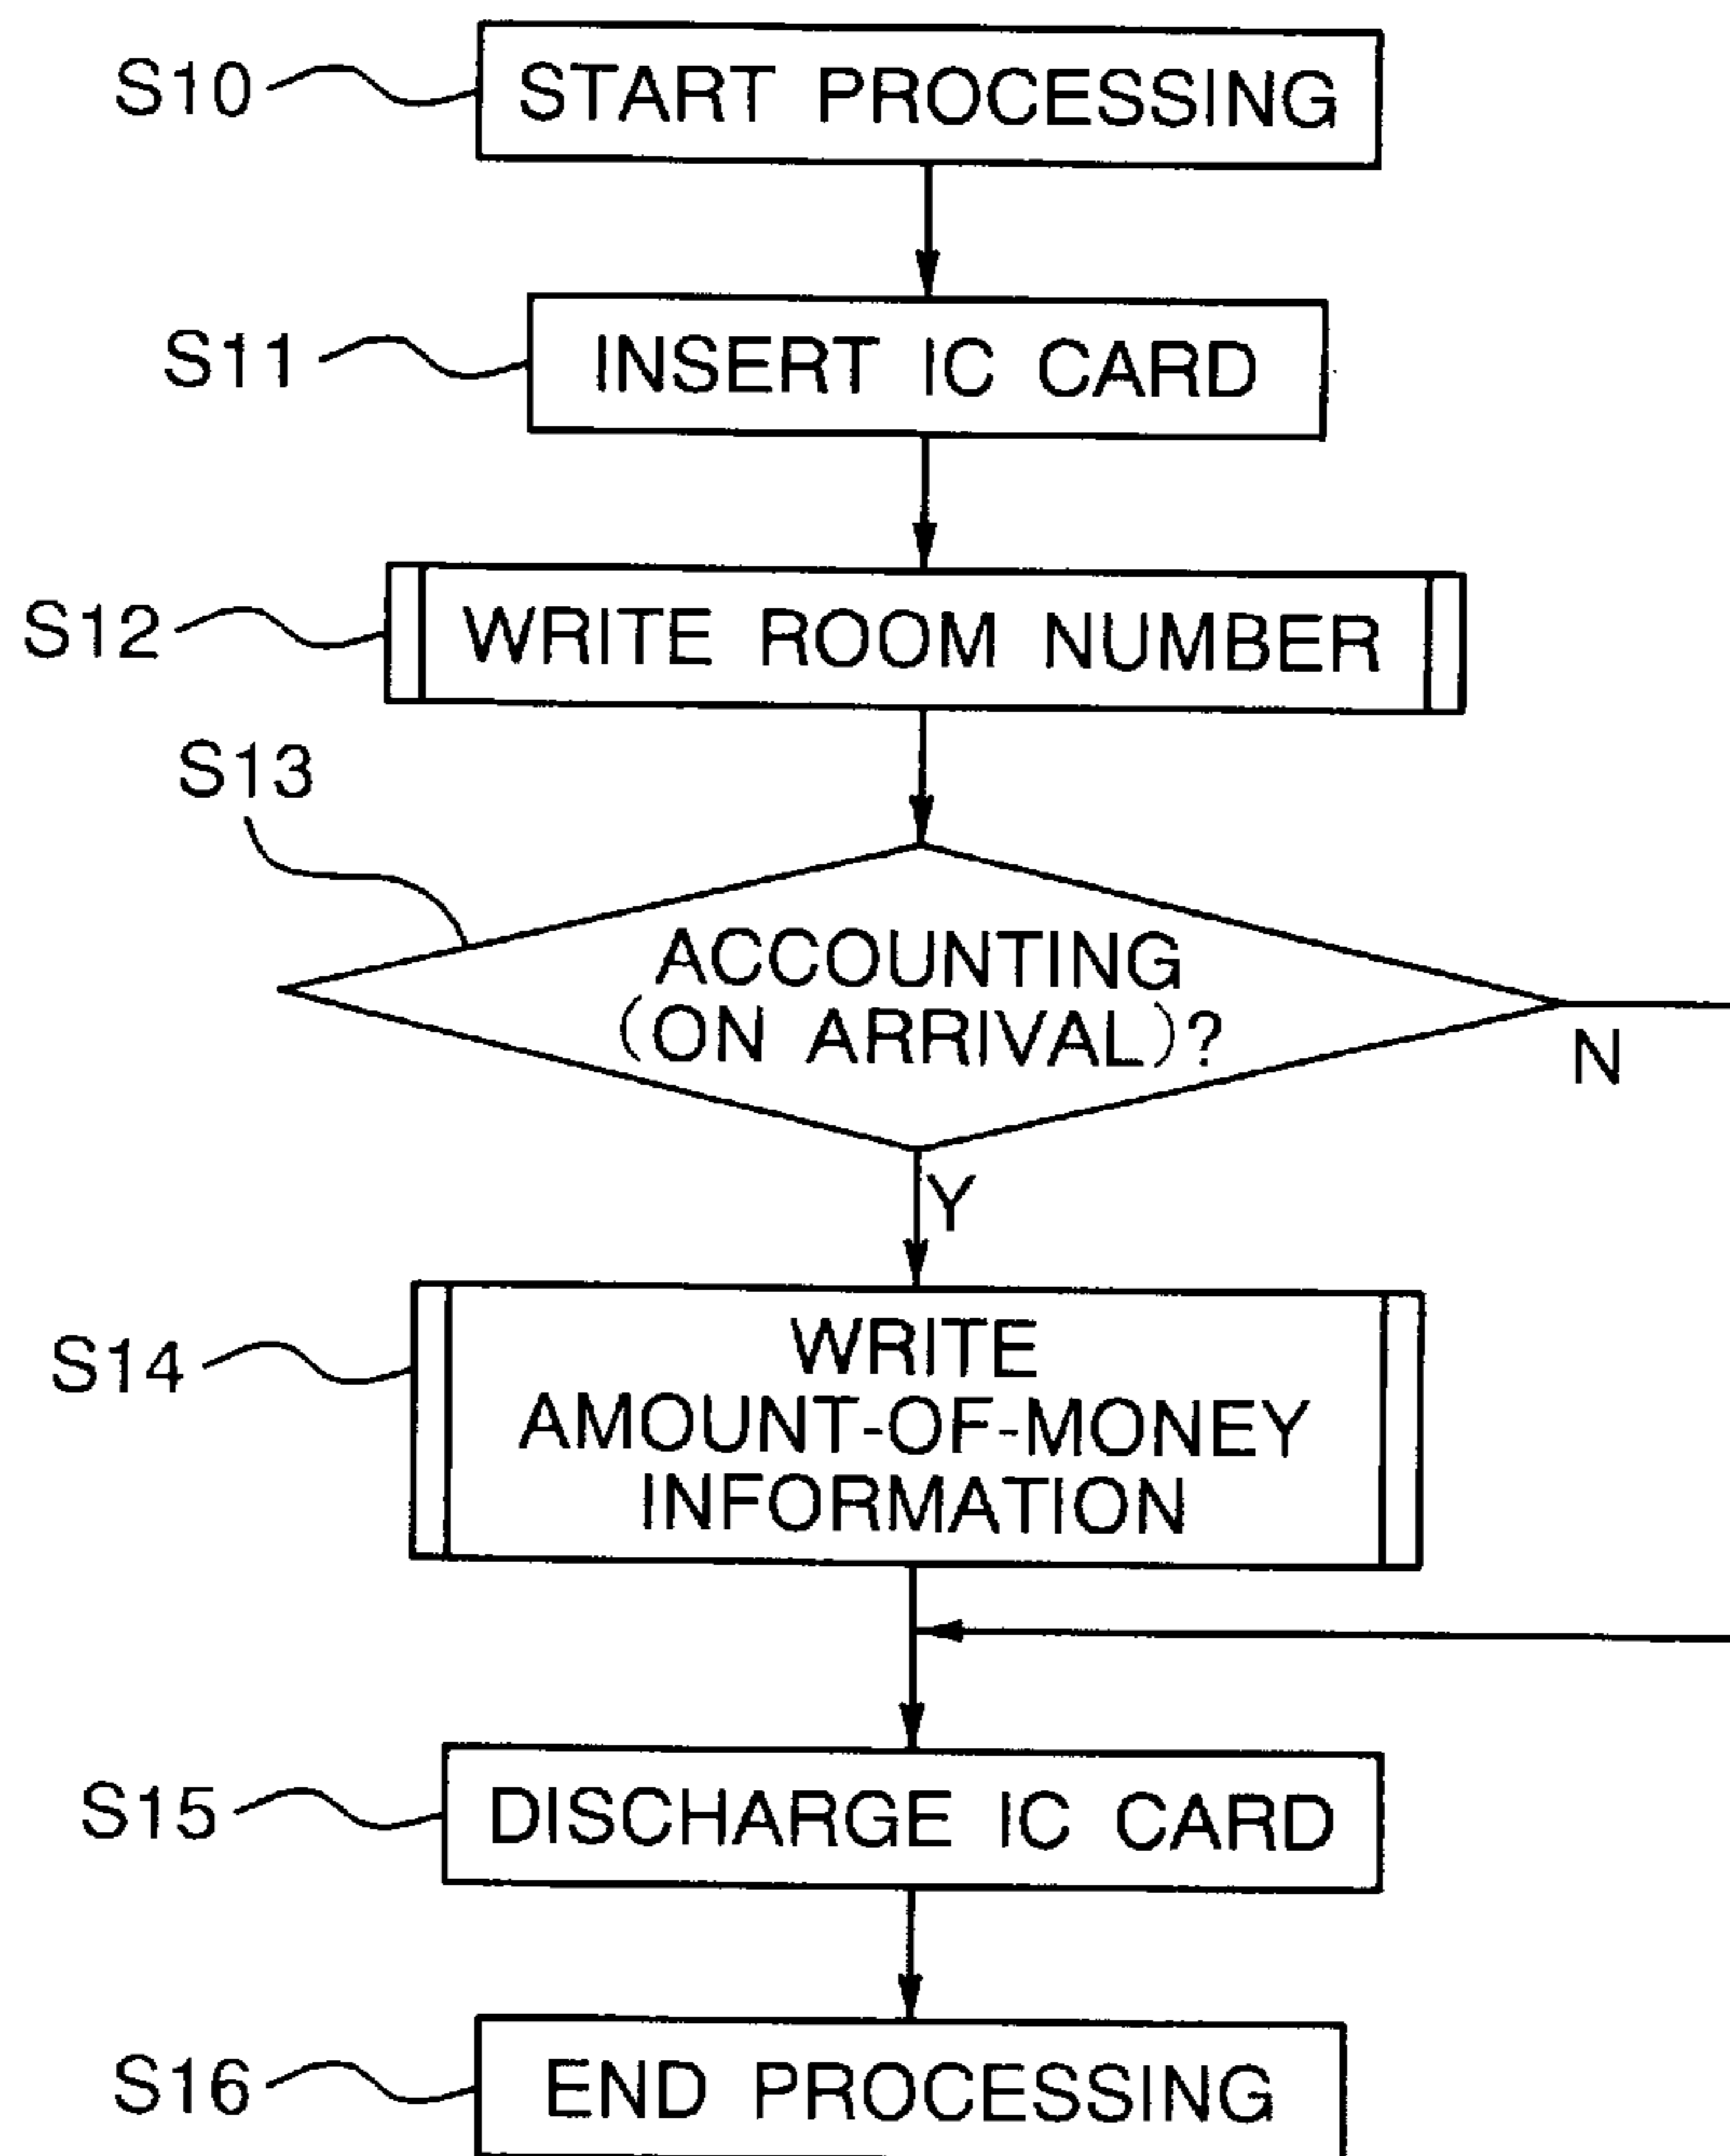 S10
START PROCESSING
S11
INSERT IC CARD
S12
WRITE ROOM NUMBER
S13
ACCOUNTING
(ON ARRIVAL)?
N
Y
S14
WRITE
AMOUNT-OF-MONEY
INFORMATION
S15
DISCHARGE IC CARD
S16
END PROCESSING